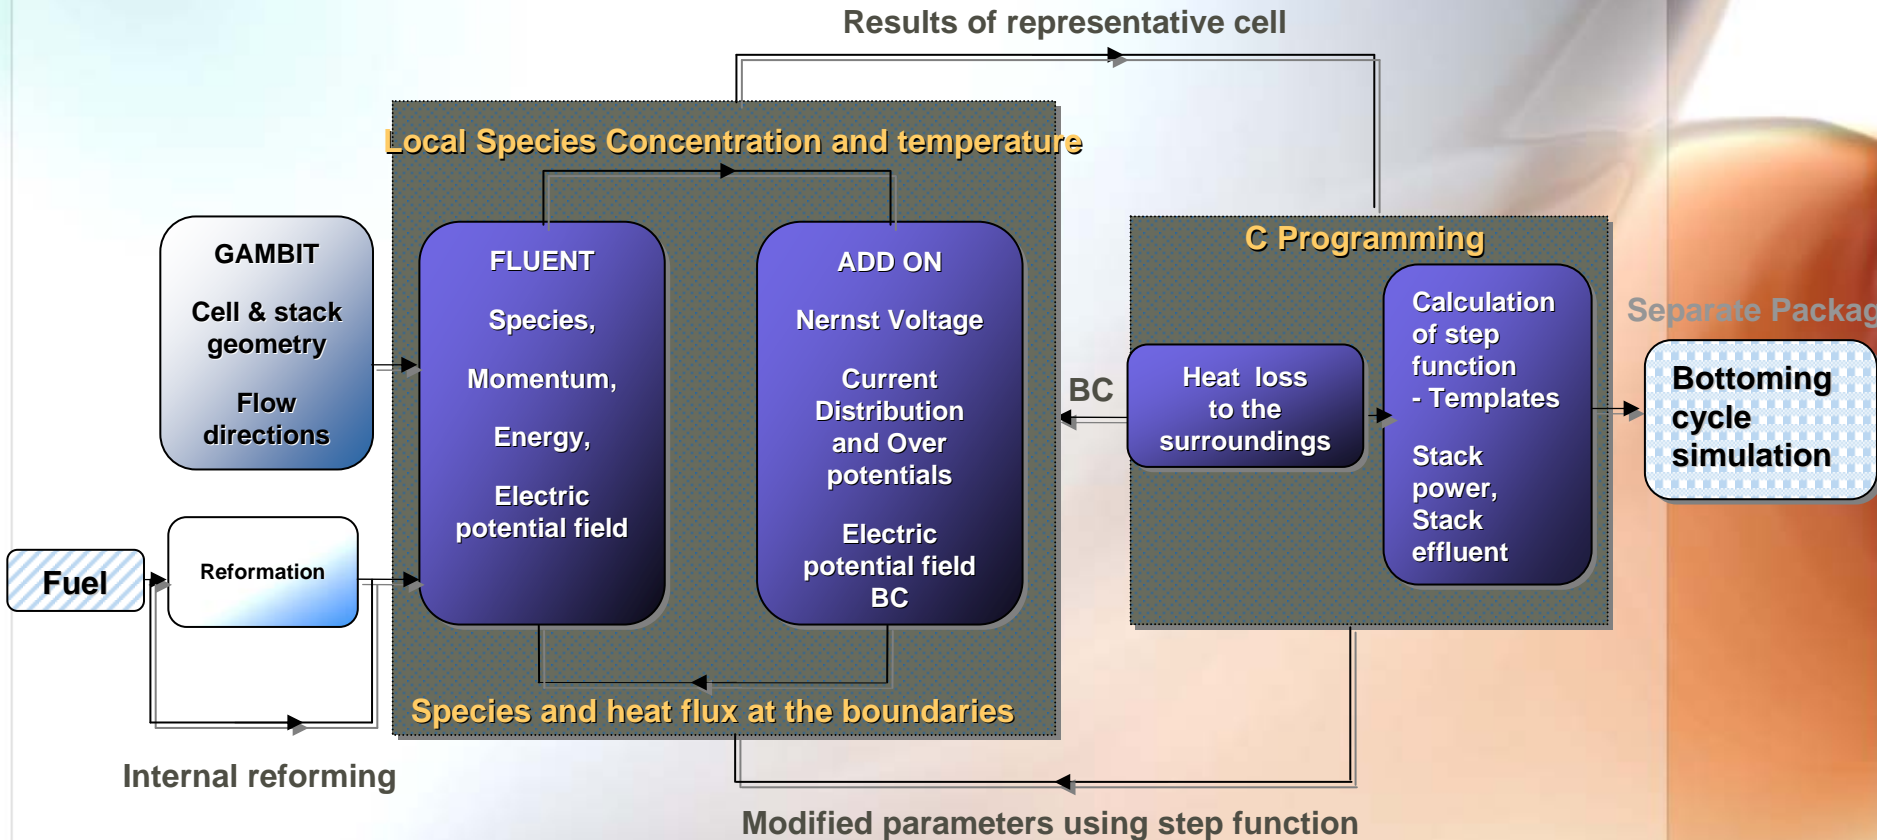 Results of representative cell
Local Species Concentration and temperature
GAMBIT
Cell & stack
geometry
Flow
directions
FLUENT
Species,
Momentum,
Energy,
Electric
potential field
ADD ON
Nernst Voltage
Current
Distribution
and Over
potentials
Electric
potential field
BC
BC
C Programming
Heat loss
to the
surroundings
Calculation
of step
function
- Templates
Stack
power,
Stack
effluent
Separate Packag
Bottoming
cycle
simulation
Fuel
Reformation
Species and heat flux at the boundaries
Internal reforming
Modified parameters using step function